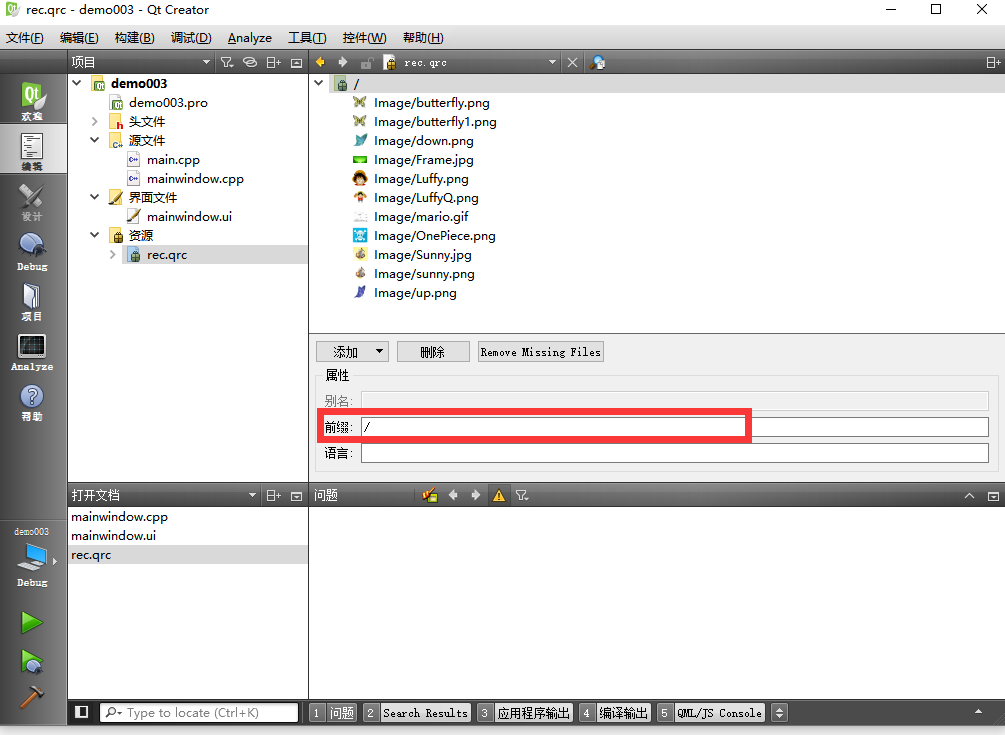 rec.qrc - demo003 - Qt Creator
文件(F) 编辑(E) 构建(B) 调试(D) Analyze 工具(T) 控件(W) 帮助(H)
项目
rec.qrc
欢迎
编辑
设计
Debug
项目
Analyze
帮助
demo003
Debug
demo003
demo003.pro
头文件
源文件
main.cpp
mainwindow.cpp
界面文件
mainwindow.ui
资源
rec.qrc
/
Image/butterfly.png
Image/butterfly1.png
Image/down.png
Image/Frame.jpg
Image/Luffy.png
Image/LuffyQ.png
Image/mario.gif
Image/OnePiece.png
Image/Sunny.jpg
Image/sunny.png
Image/up.png
添加 删除 Remove Missing Files
属性
别名:
前缀: /
语言:
打开文档
mainwindow.cpp
mainwindow.ui
rec.qrc
问题
Type to locate (Ctrl+K)
1 问题 2 Search Results 3 应用程序输出 4 编译输出 5 QML/JS Console